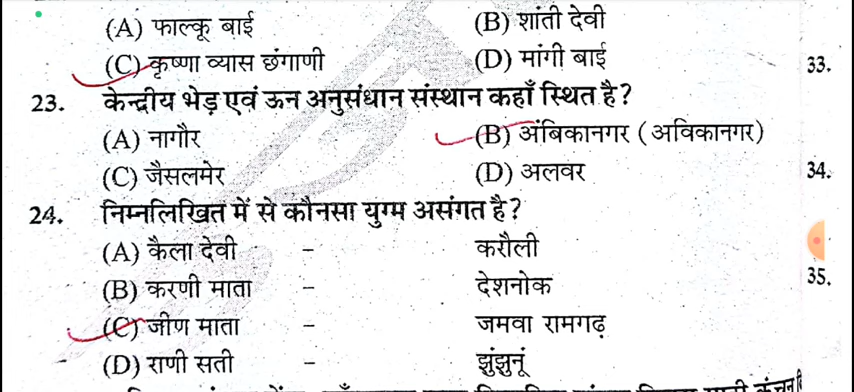 (A) फाल्कू बाई (B) शांती देवी
(C) कृष्णा व्यास छंगाणी (D) मांगी बाई
33.
23. केन्द्रीय भेड़ एवं ऊन अनुसंधान संस्थान कहाँ स्थित है?
(A) नागौर (B) अंबिकानगर (अविकानगर)
(C) जैसलमेर (D) अलवर
34.
24. निम्नलिखित में से कौनसा युग्म असंगत है?
(A) कैला देवी – करौली
(B) करणी माता – देशनोक
35.
(C) जीण माता – जमवा रामगढ़
(D) राणी सती – झुंझुनूं